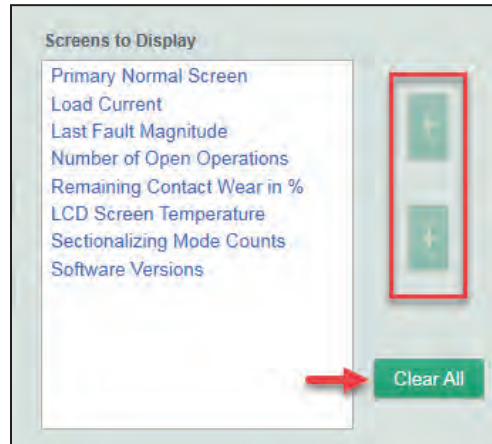 Screens to Display
Primary Normal Screen
Load Current
Last Fault Magnitude
Number of Open Operations
Remaining Contact Wear in %
LCD Screen Temperature
Sectionalizing Mode Counts
Software Versions
Clear All